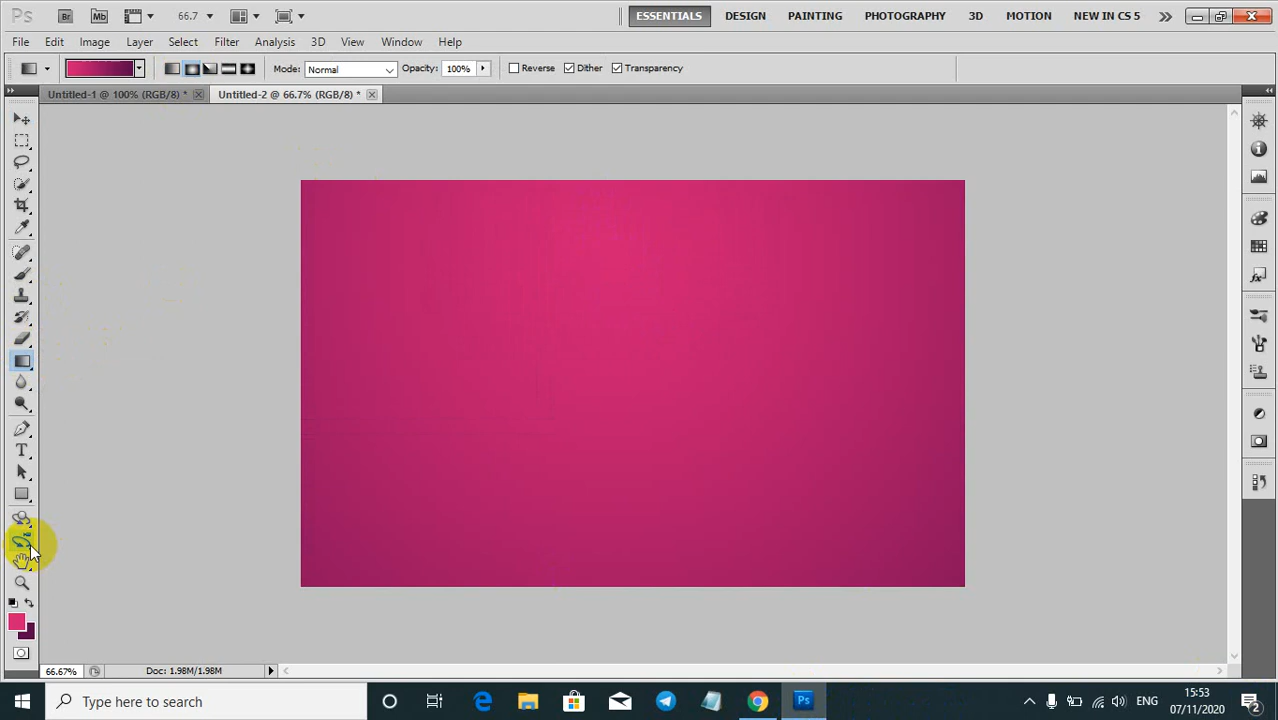 Ps Br Mb 66.7 ESSENTIALS DESIGN PAINTING PHOTOGRAPHY 3D MOTION NEW IN CS 5
File Edit Image Layer Select Filter Analysis 3D View Window Help
Mode: Normal Opacity: 100% Reverse Dither Transparency
Untitled-1 @ 100% (RGB/8) * Untitled-2 @ 66.7% (RGB/8) *
T
66.67% Doc: 1.98M/1.98M
Type here to search Ps ENG 15:53
07/11/2020 2